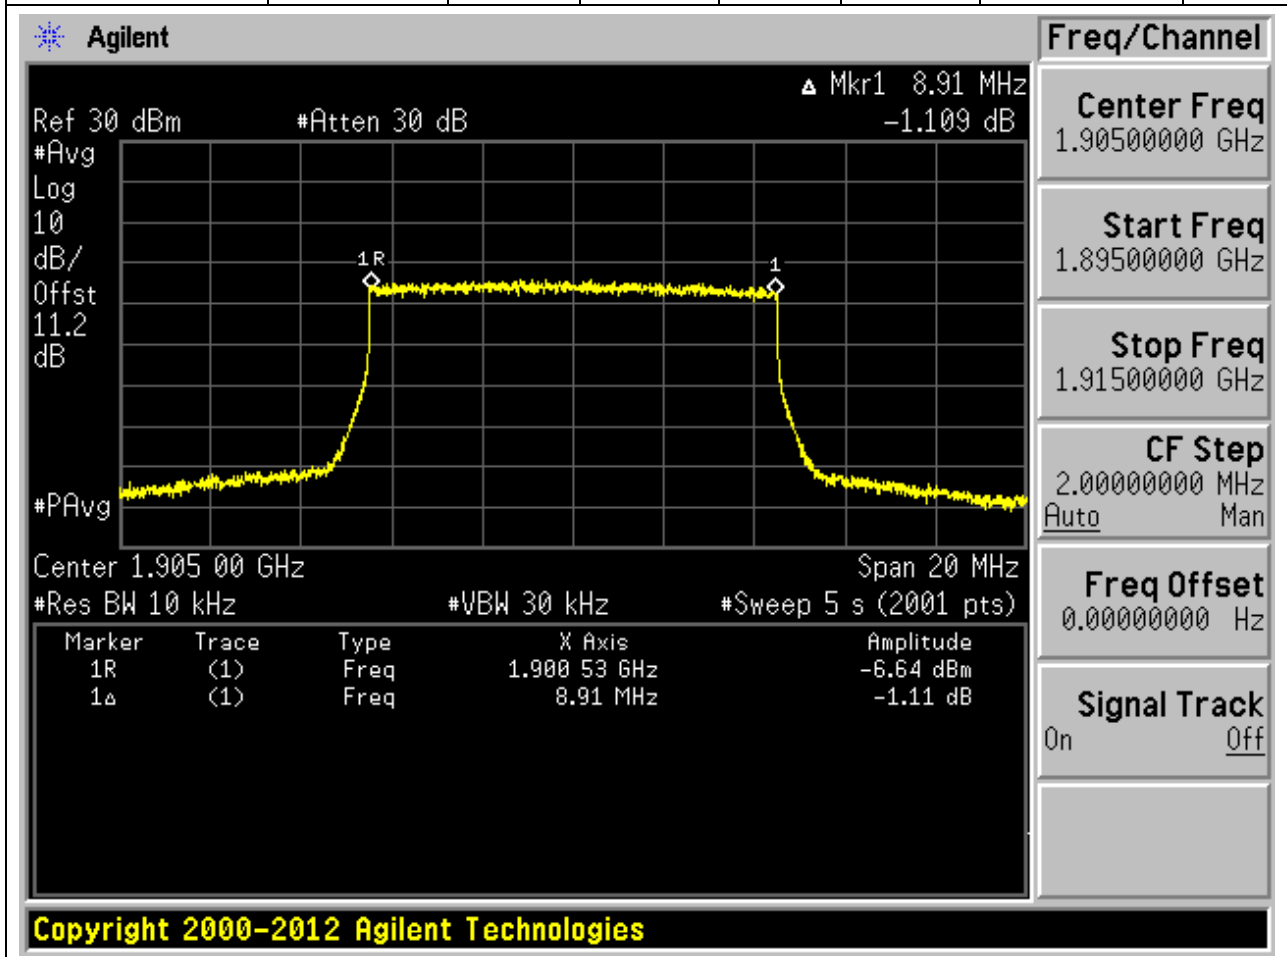 Agilent
Freq/Channel
Δ Mkr1 8.91 MHz
Ref 30 dBm #Atten 30 dB -1.109 dB
#Avg
Log
10
dB/
Offst
11.2
dB
1R
1
#PAvg
Center 1.905 00 GHz Span 20 MHz
#Res BW 10 kHz #VBW 30 kHz #Sweep 5 s (2001 pts)
Marker Trace Type X Axis Amplitude
1R (1) Freq 1.900 53 GHz -6.64 dBm
1Δ (1) Freq 8.91 MHz -1.11 dB
Center Freq
1.90500000 GHz
Start Freq
1.89500000 GHz
Stop Freq
1.91500000 GHz
CF Step
2.00000000 MHz
Auto Man
Freq Offset
0.00000000 Hz
Signal Track
On Off
Copyright 2000-2012 Agilent Technologies